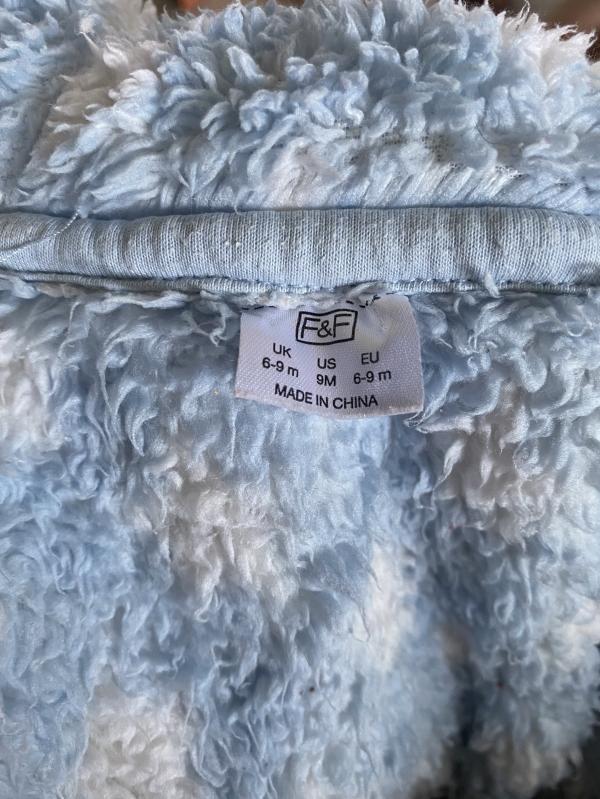 F&F
UK US EU
6-9 m 9M 6-9 m
MADE IN CHINA